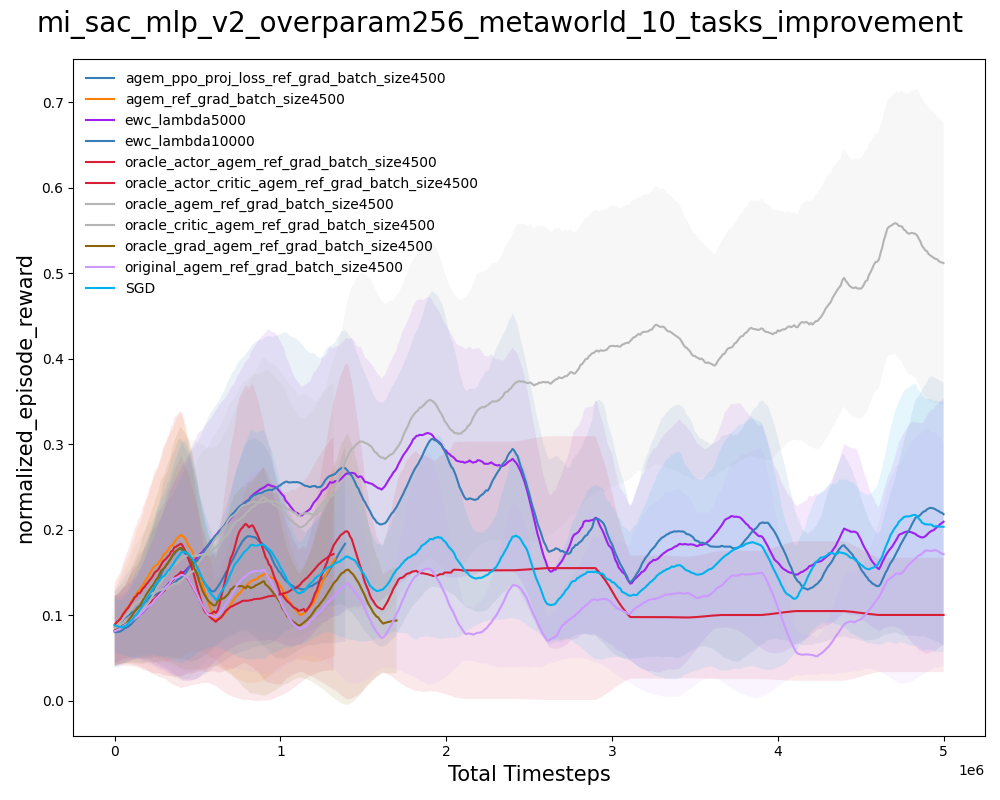 mi_sac_mlp_v2_overparam256_metaworld_10_tasks_improvement
agem_ppo_proj_loss_ref_grad_batch_size4500
agem_ref_grad_batch_size4500
ewc_lambda5000
ewc_lambda10000
oracle_actor_agem_ref_grad_batch_size4500
oracle_actor_critic_agem_ref_grad_batch_size4500
oracle_agem_ref_grad_batch_size4500
oracle_critic_agem_ref_grad_batch_size4500
oracle_grad_agem_ref_grad_batch_size4500
original_agem_ref_grad_batch_size4500
SGD
normalized_episode_reward
0.7
0.6
0.5
0.4
0.3
0.2
0.1
0.0
0 1 2 3 4 5
1e6
Total Timesteps